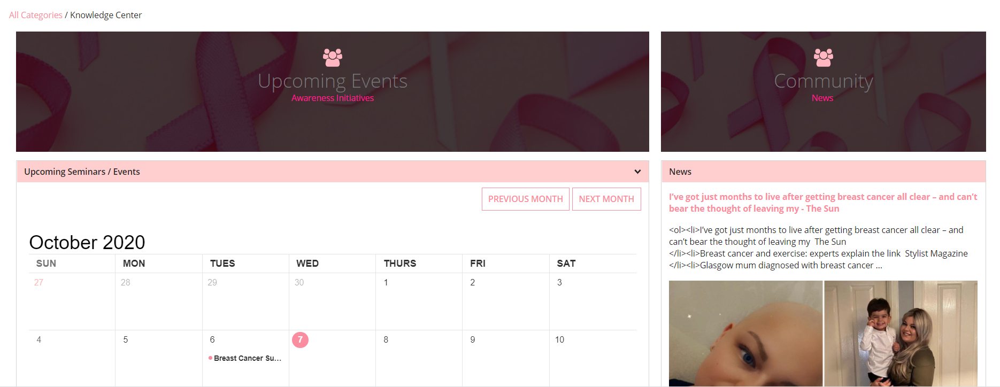 All Categories / Knowledge Center
Upcoming Events
Awareness Initiatives
Community
News
Upcoming Seminars / Events
PREVIOUS MONTH NEXT MONTH
October 2020
SUN MON TUES WED THURS FRI SAT
27 28 29 30 1 2 3
4 5 6 7 8 9 10
Breast Cancer Su...
News
I’ve got just months to live after getting breast cancer all clear – and can’t
bear the thought of leaving my - The Sun
<ol><li>I’ve got just months to live after getting breast cancer all clear – and
can’t bear the thought of leaving my  The Sun
</li><li>Breast cancer and exercise: experts explain the link  Stylist Magazine
</li><li>Glasgow mum diagnosed with breast cancer ...